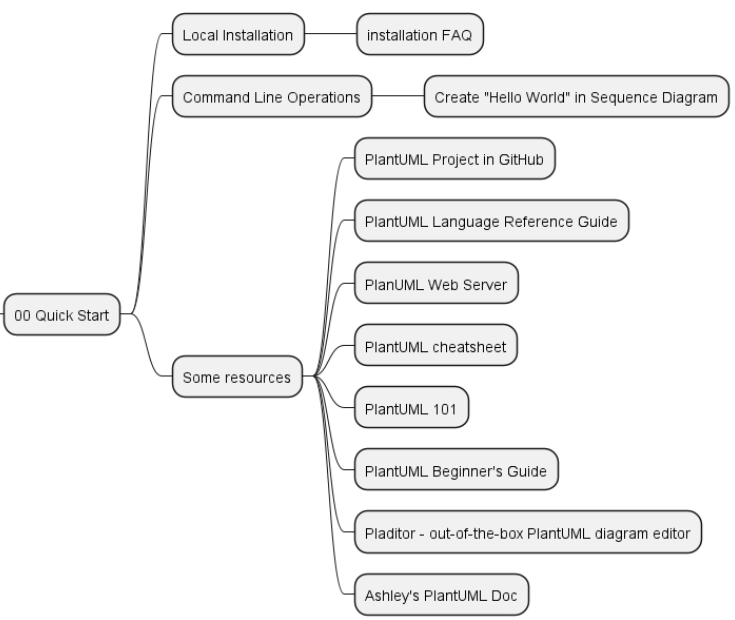 Local Installation
installation FAQ
Command Line Operations
Create "Hello World" in Sequence Diagram
PlantUML Project in GitHub
PlantUML Language Reference Guide
PlanUML Web Server
00 Quick Start
PlantUML cheatsheet
Some resources
PlantUML 101
PlantUML Beginner's Guide
Pladitor - out-of-the-box PlantUML diagram editor
Ashley's PlantUML Doc